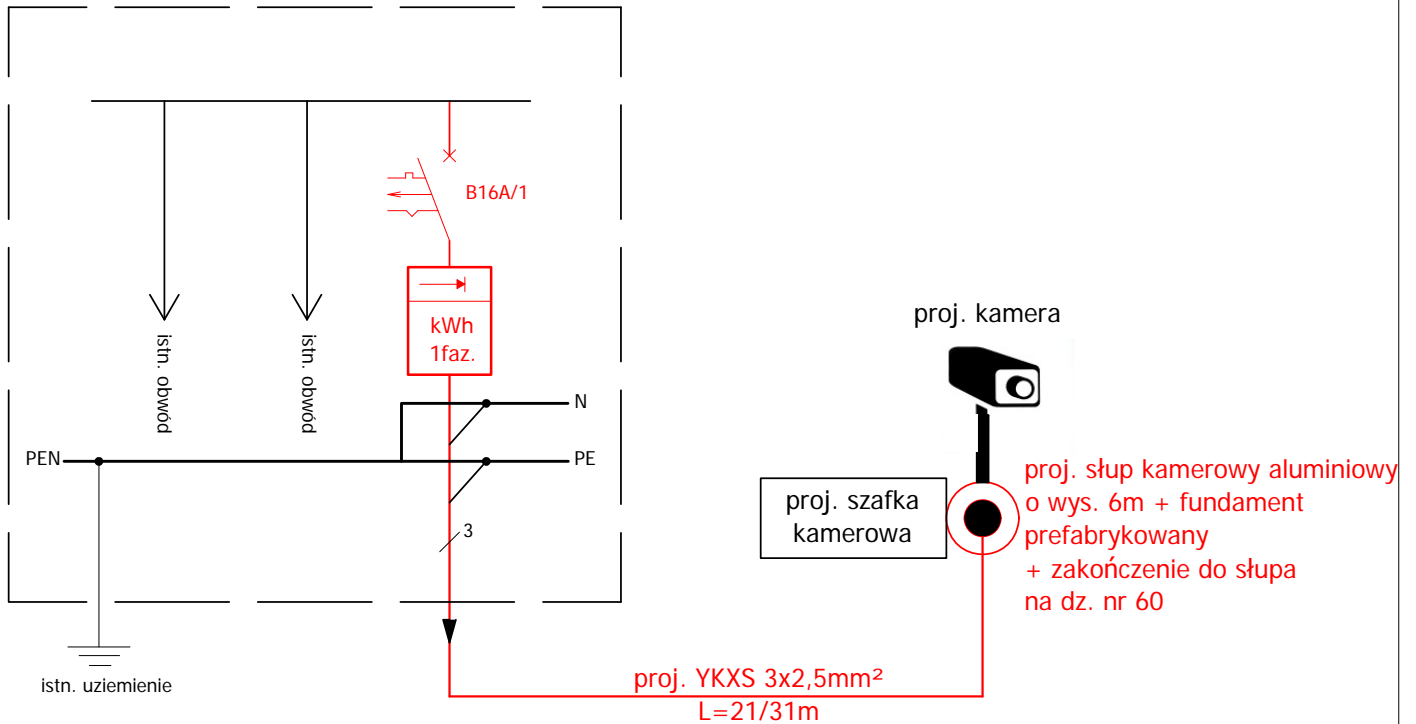 B16A/1
kWh
1faz.
istn. obwód
istn. obwód
N
PEN
PE
3
istn. uziemienie
proj. kamera
proj. szafka
kamerowa
proj. słup kamerowy aluminiowy
o wys. 6m + fundament
prefabrykowany
+ zakończenie do słupa
na dz. nr 60
proj. YKXS 3x2,5mm²
L=21/31m